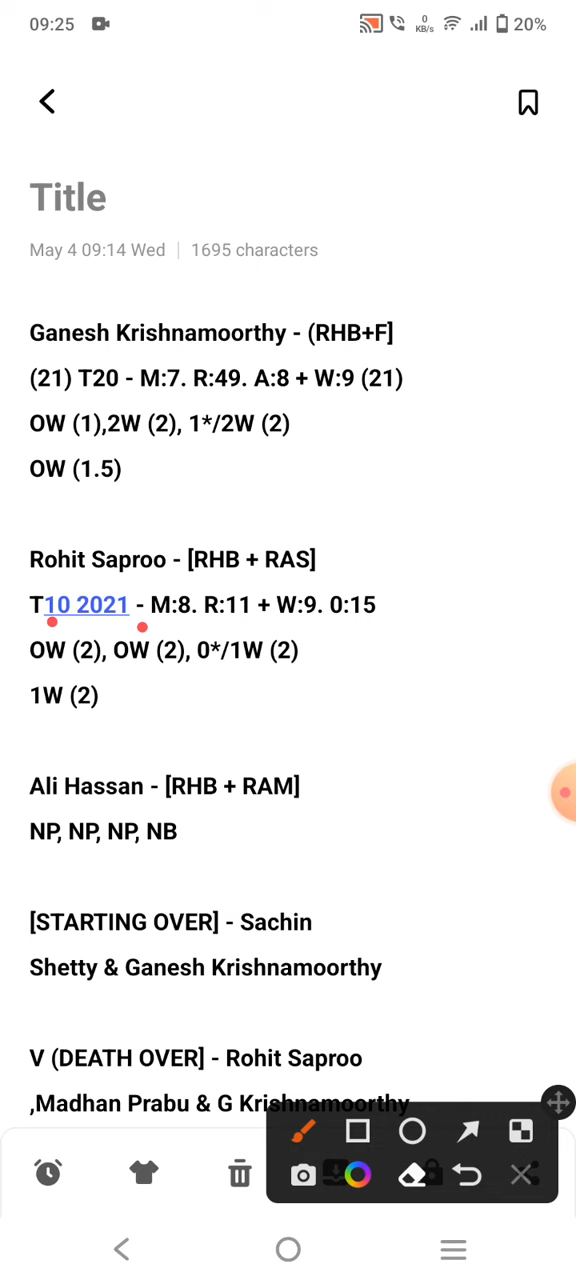 09:25
0
KB/s
20%
Title
May 4 09:14 Wed | 1695 characters
Ganesh Krishnamoorthy - (RHB+F]
(21) T20 - M:7. R:49. A:8 + W:9 (21)
OW (1),2W (2), 1*/2W (2)
OW (1.5)
Rohit Saproo - [RHB + RAS]
T10 2021 - M:8. R:11 + W:9. 0:15
OW (2), OW (2), 0*/1W (2)
1W (2)
Ali Hassan - [RHB + RAM]
NP, NP, NP, NB
[STARTING OVER] - Sachin
Shetty & Ganesh Krishnamoorthy
V (DEATH OVER] - Rohit Saproo
,Madhan Prabu & G Krishnamoorthy